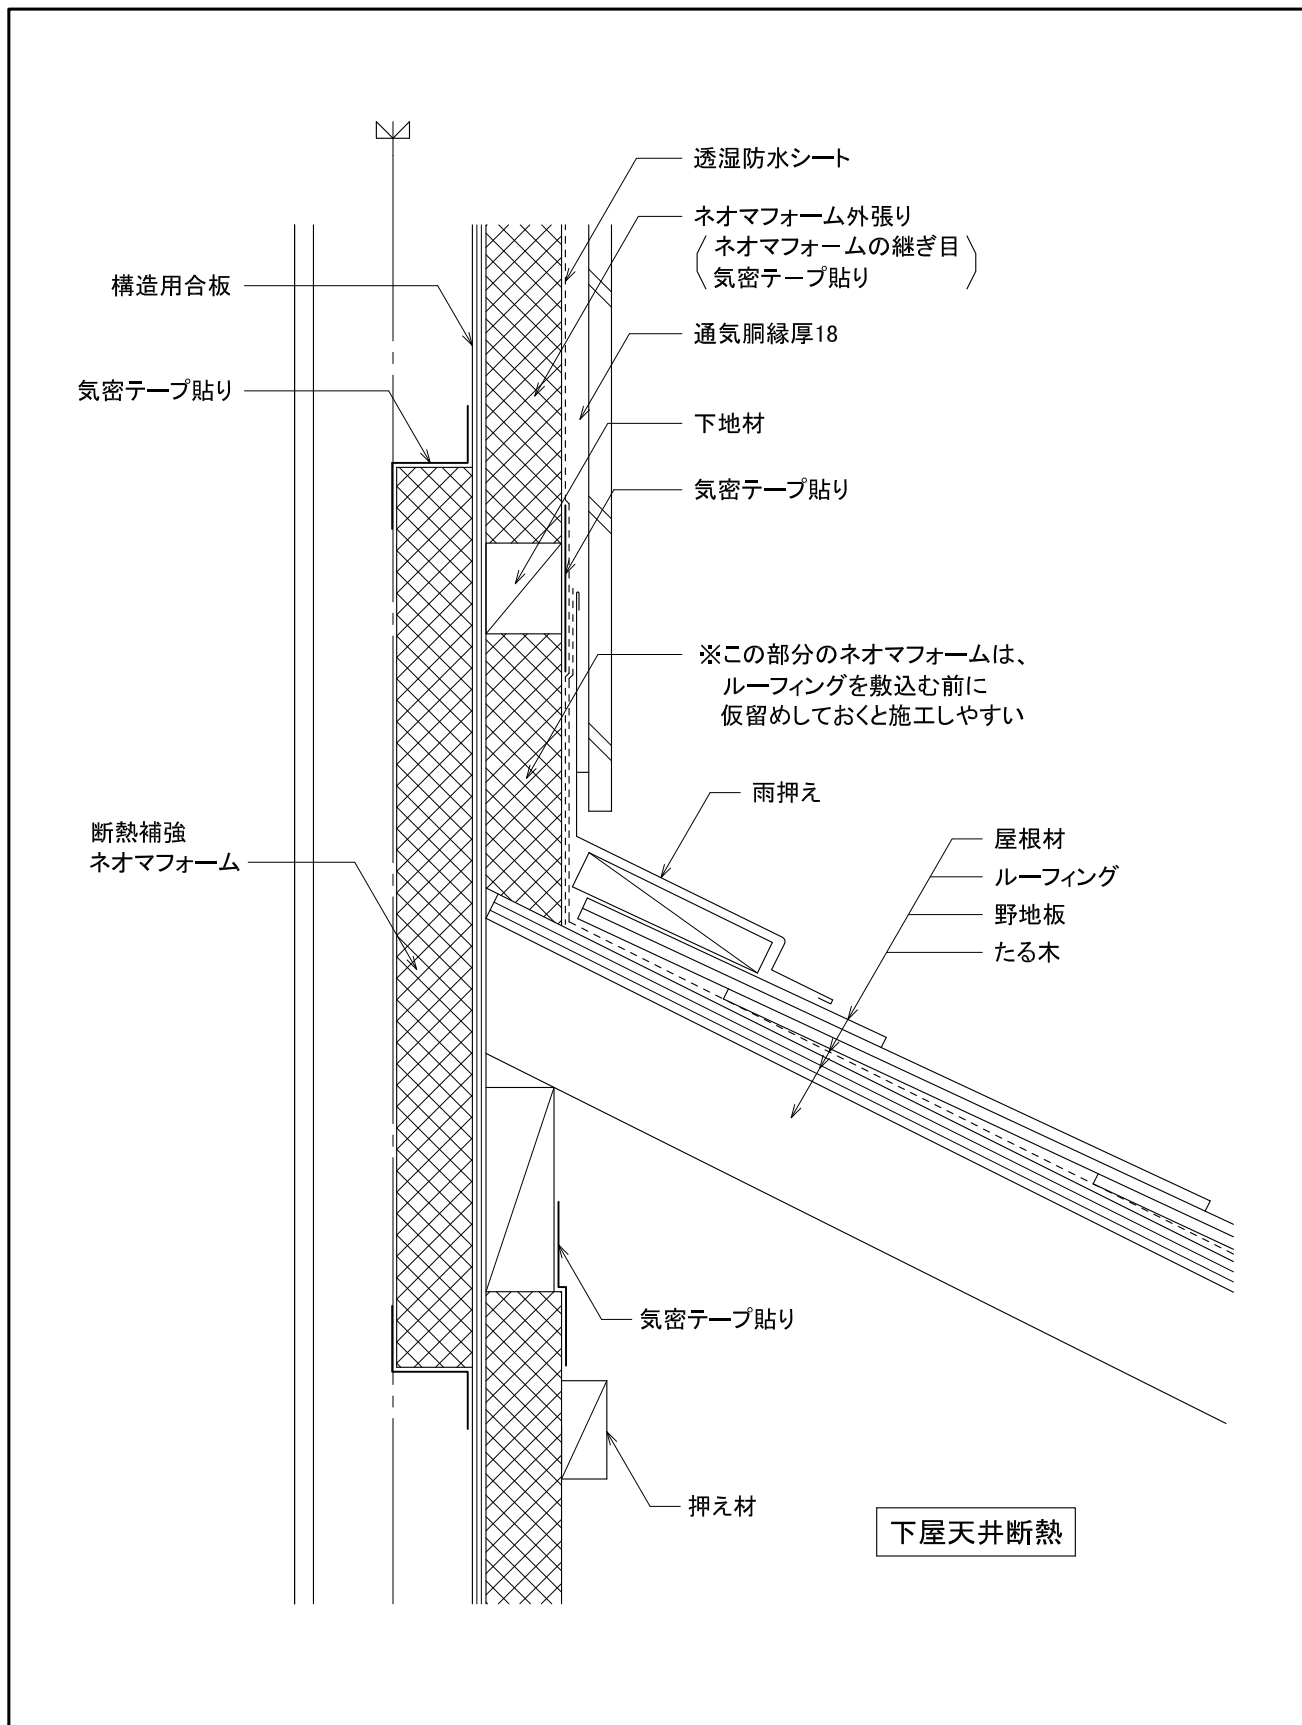 透湿防水シート
ネオマフォーム外張り
ネオマフォームの継ぎ目
気密テープ貼り
構造用合板
通気胴縁厚18
気密テープ貼り
下地材
気密テープ貼り
※この部分のネオマフォームは、
ルーフィングを敷込む前に
仮留めしておくと施工しやすい
雨押え
断熱補強
ネオマフォーム
屋根材
ルーフィング
野地板
たる木
気密テープ貼り
押え材
下屋天井断熱